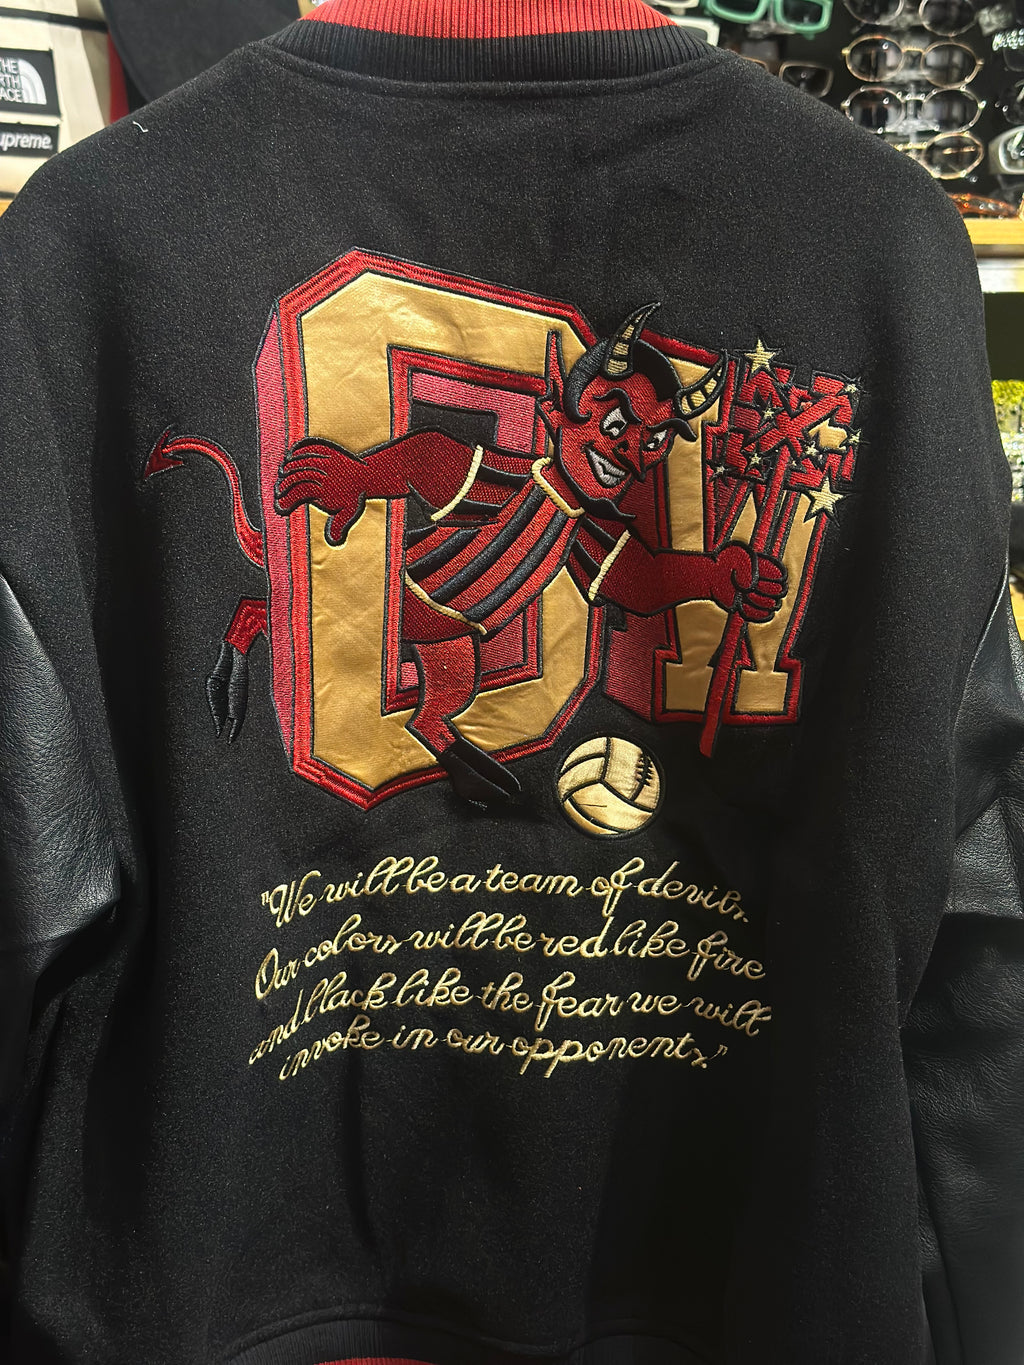 THE
NORTH
FACE
Supreme
"We will be a team of devils.
Our colors will be red like fire
and black like the fear we will
invoke in our opponents."